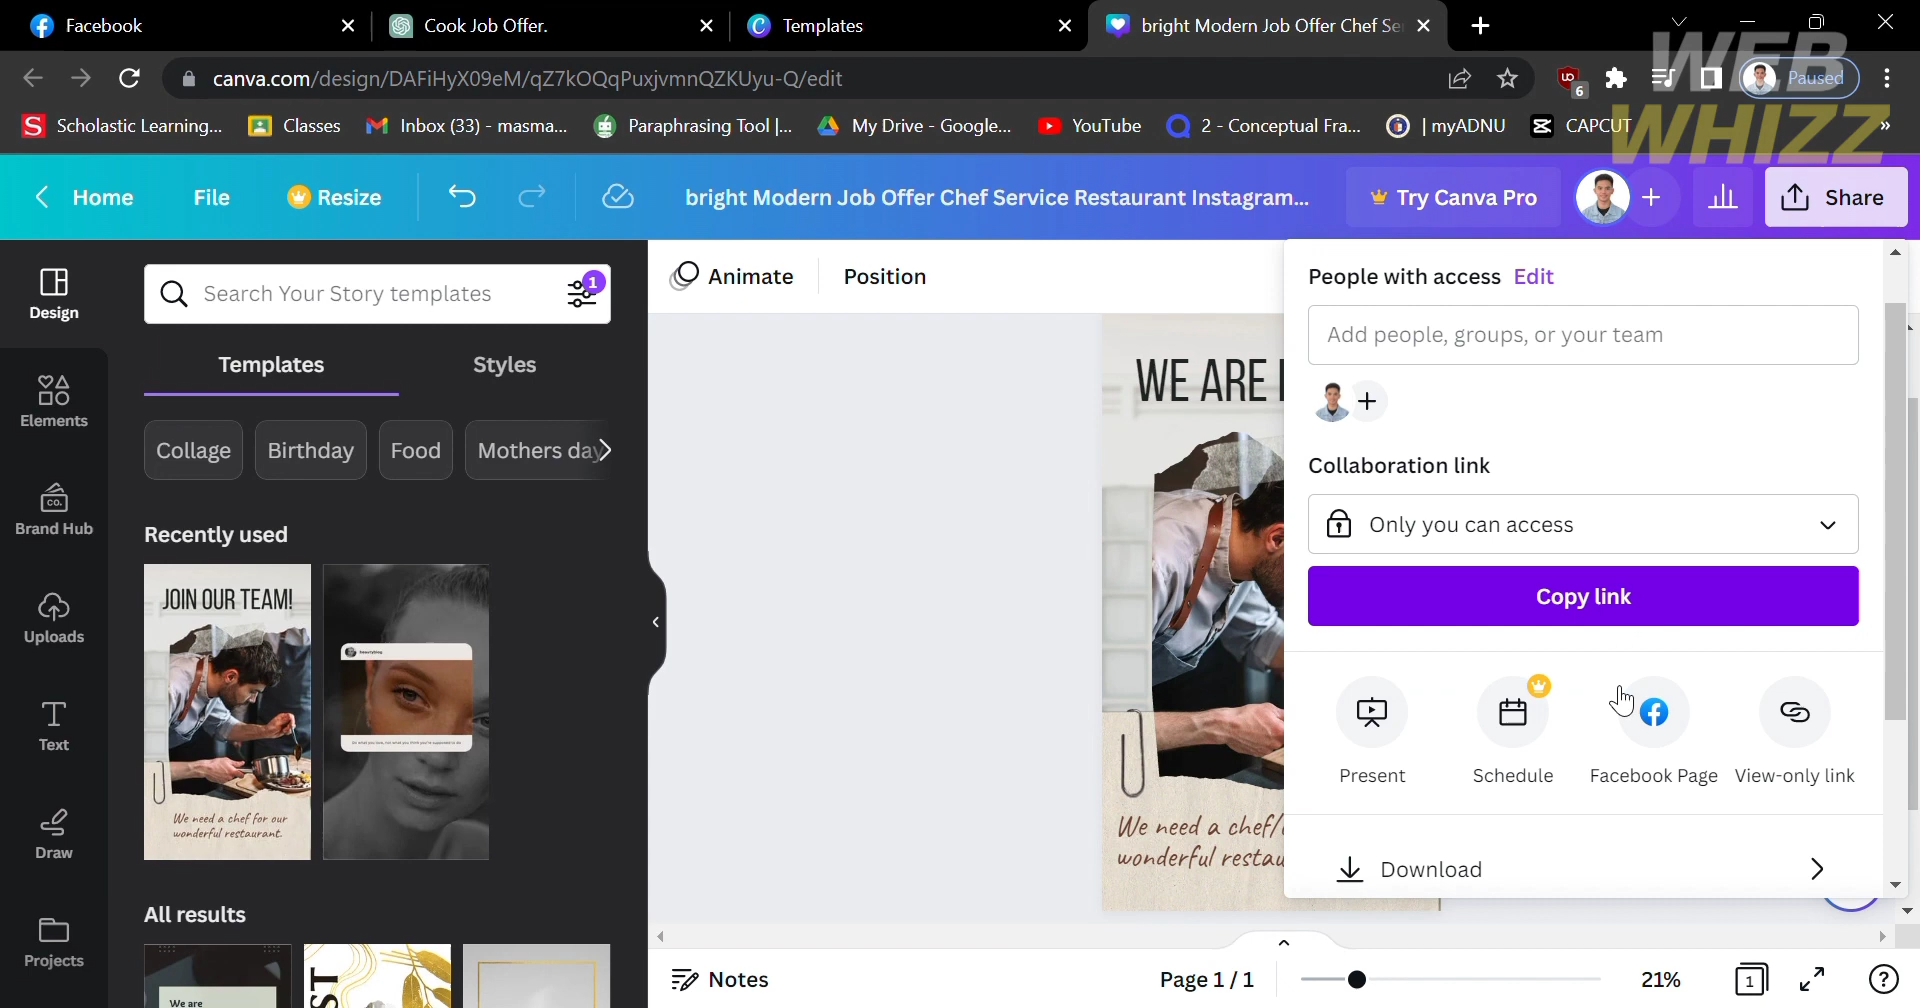 Facebook
Cook Job Offer.
Templates
bright Modern Job Offer Chef Se
canva.com/design/DAFiHyX09eM/qZ7kOQqPuxjvmnQZKUyu-Q/edit
6
Paused
WEB
WHIZZ
Scholastic Learning...
Classes
Inbox (33) - masma...
Paraphrasing Tool |...
My Drive - Google...
YouTube
2 - Conceptual Fra...
| myADNU
CAPCUT
»
Home
File
Resize
bright Modern Job Offer Chef Service Restaurant Instagram...
Try Canva Pro
Share
Design
Elements
Brand Hub
Uploads
Text
Draw
Projects
Search Your Story templates
1
Templates
Styles
Collage
Birthday
Food
Mothers day
Recently used
JOIN OUR TEAM!
We need a chef for our
wonderful restaurant.
All results
We are
Animate
Position
WE ARE
We need a chef
wonderful restau
People with access Edit
Add people, groups, or your team
Collaboration link
Only you can access
Copy link
Present
Schedule
Facebook Page
View-only link
Download
Notes
Page 1 / 1
21%
1